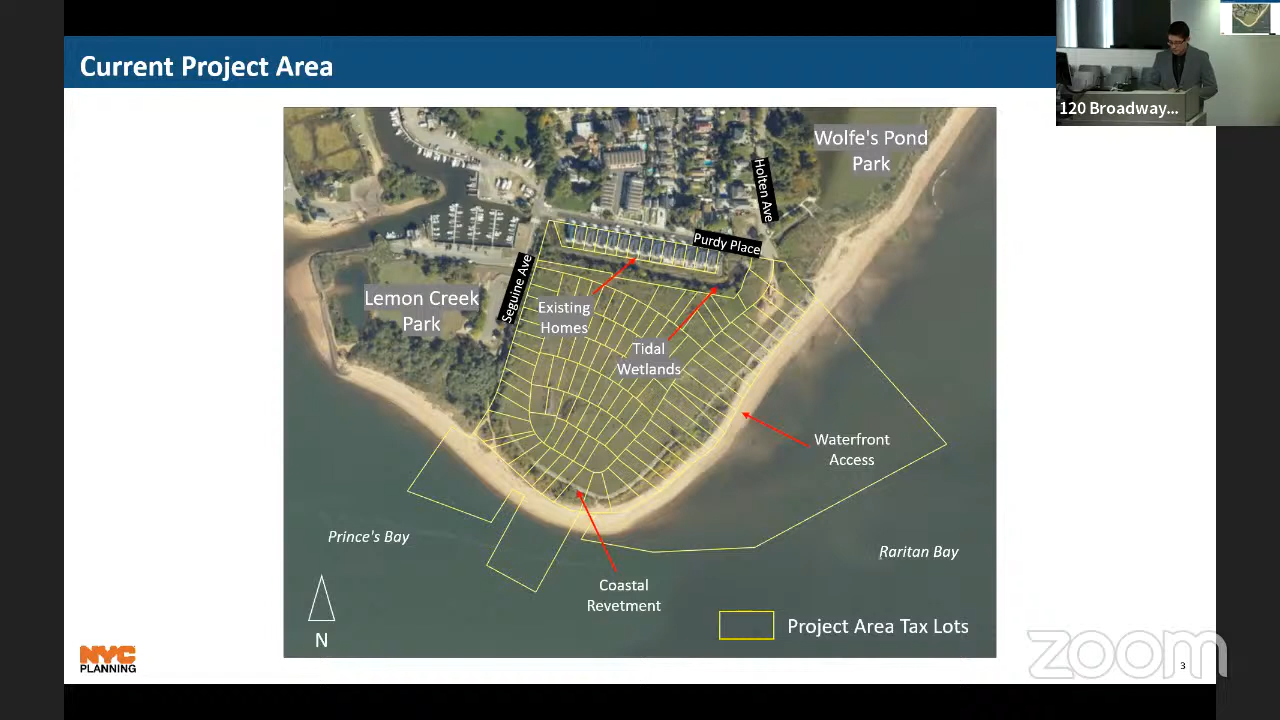 Current Project Area
120 Broadway...
Wolfe's Pond
Park
Holten Ave
Purdy Place
Seguine Ave
Lemon Creek
Park
Existing
Homes
Tidal
Wetlands
Waterfront
Access
Prince's Bay
Raritan Bay
Coastal
Revetment
N
Project Area Tax Lots
NYC
PLANNING
zoom
3